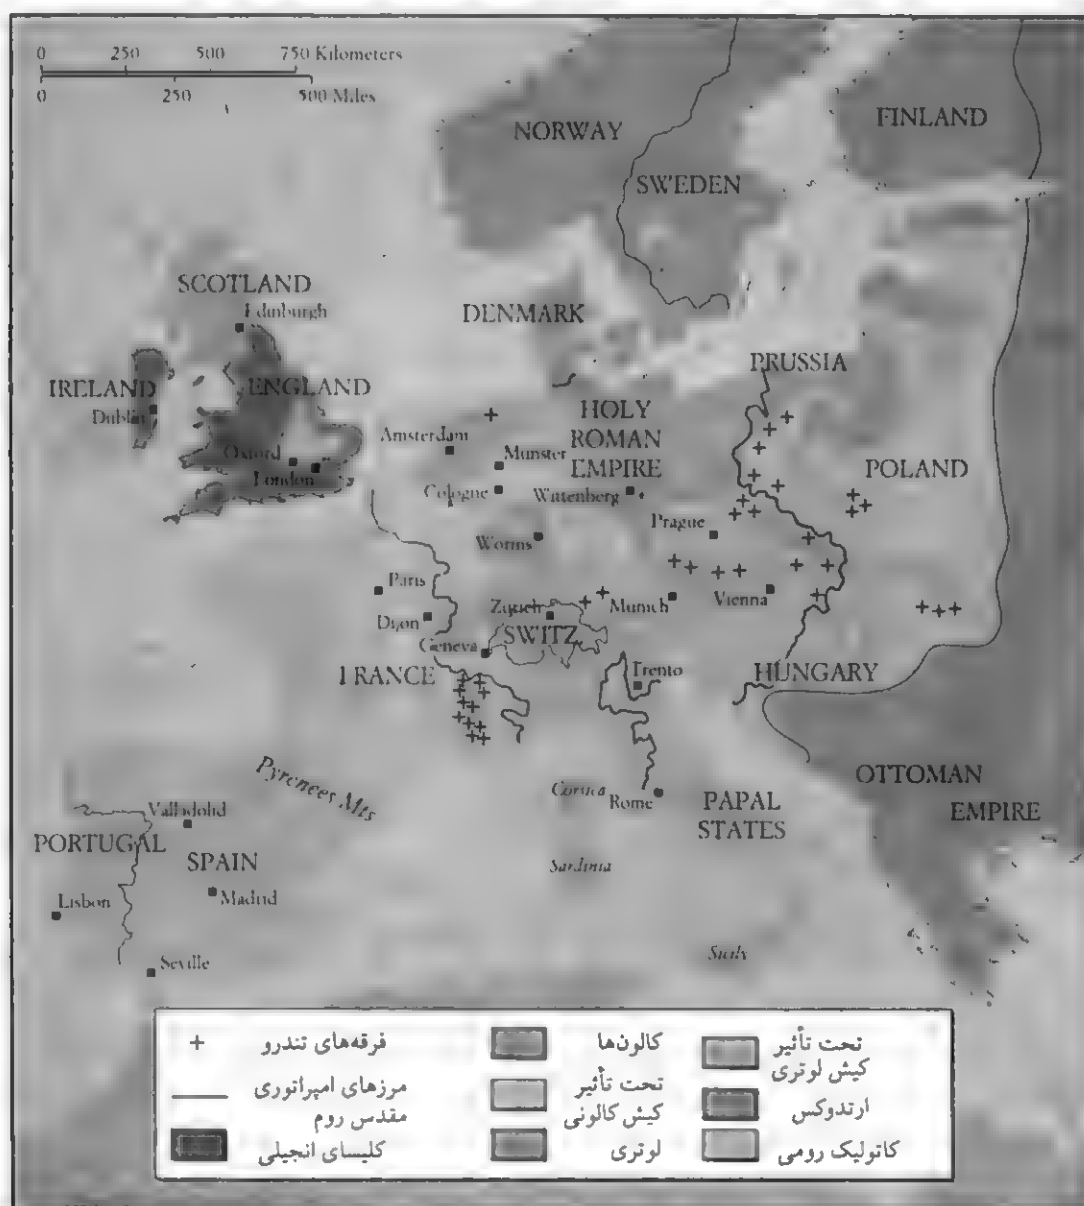 0 250 500 750 Kilometers
0 250 500 Miles
NORWAY
FINLAND
SWEDEN
SCOTLAND
Edinburgh
DENMARK
PRUSSIA
IRELAND
ENGLAND
Dublin
HOLY
ROMAN
EMPIRE
Amsterdam
Munster
Oxford
London
Cologne
Wittenberg
POLAND
Prague
Worms
Paris
Dijon
Zurich
Munich
Vienna
Geneva
SWITZ
FRANCE
Trento
HUNGARY
Pyrenees Mts
OTTOMAN
EMPIRE
Corsica
Rome
PAPAL
STATES
Valladolid
PORTUGAL
SPAIN
Sardinia
Lisbon
Madrid
Seville
Sicily
تحت تأثیر
کیش لوتری
ارتدوکس
کاتولیک رومی
کالون‌ها
تحت تأثیر
کیش کالونی
لوتری
فرقه‌های تندرو
مرزهای امپراتوری
مقدس روم
کلیسای انجیلی